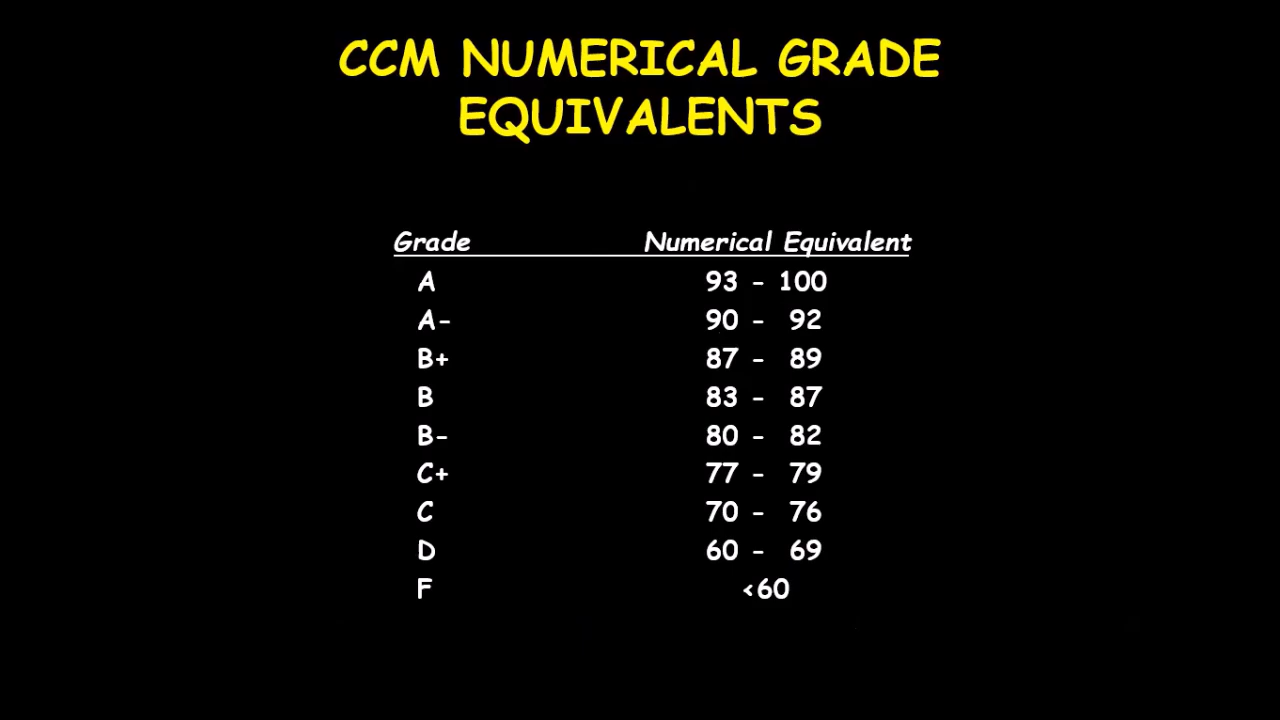 CCM NUMERICAL GRADE
EQUIVALENTS
Grade Numerical Equivalent
A 93 - 100
A- 90 - 92
B+ 87 - 89
B 83 - 87
B- 80 - 82
C+ 77 - 79
C 70 - 76
D 60 - 69
F <60